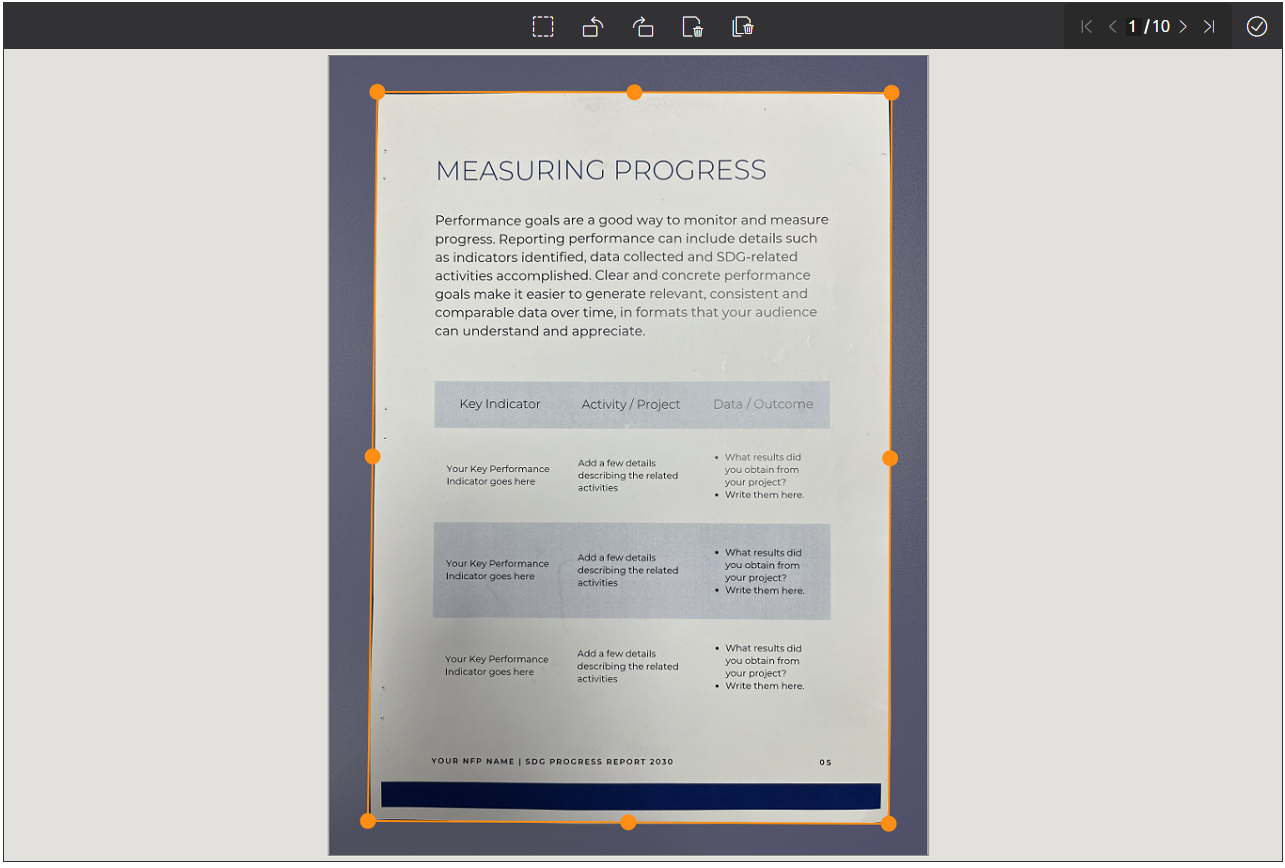 1 /10
MEASURING PROGRESS
Performance goals are a good way to monitor and measure
progress. Reporting performance can include details such
as indicators identified, data collected and SDG-related
activities accomplished. Clear and concrete performance
goals make it easier to generate relevant, consistent and
comparable data over time, in formats that your audience
can understand and appreciate.
Key Indicator Activity / Project Data / Outcome
Your Key Performance
Indicator goes here
Add a few details
describing the related
activities
• What results did
you obtain from
your project?
• Write them here.
Your Key Performance
Indicator goes here
Add a few details
describing the related
activities
• What results did
you obtain from
your project?
• Write them here.
Your Key Performance
Indicator goes here
Add a few details
describing the related
activities
• What results did
you obtain from
your project?
• Write them here.
YOUR NFP NAME | SDG PROGRESS REPORT 2030 05